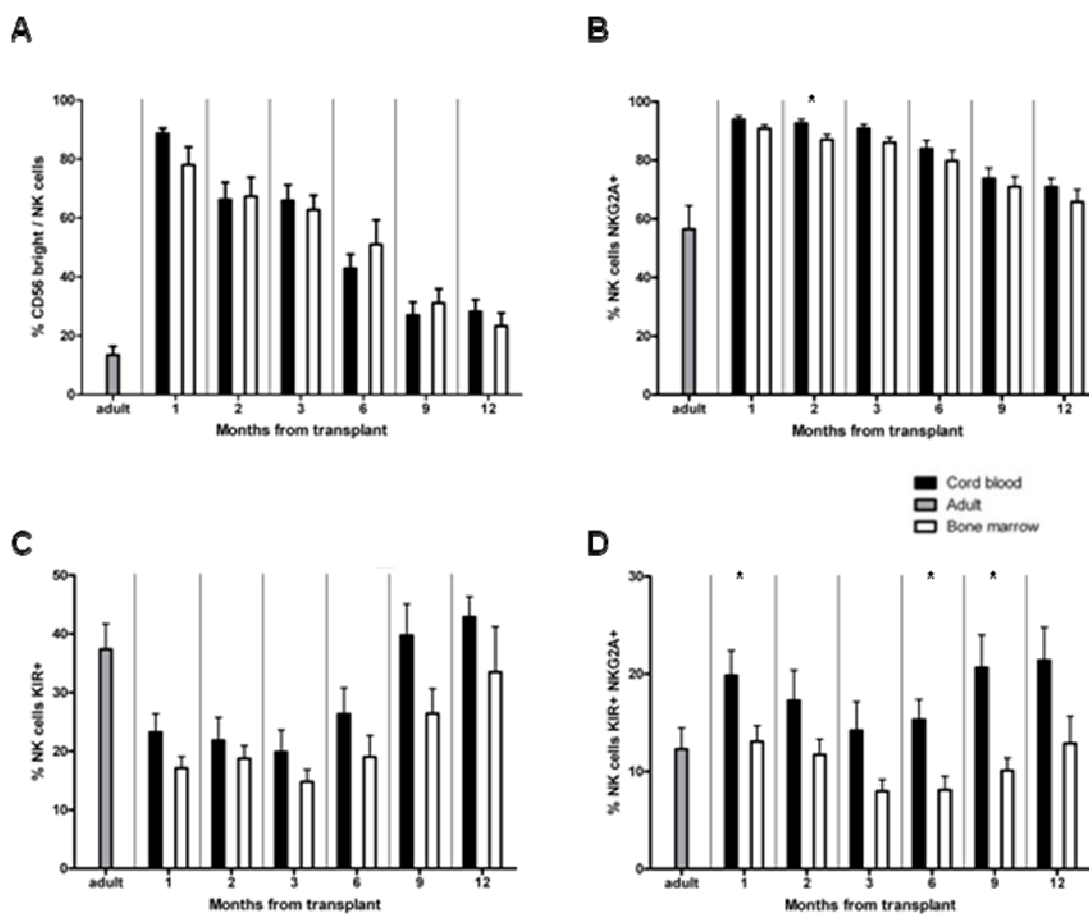 A
% CD56 bright / NK cells
100
80
60
40
20
0
adult 1 2 3 6 9 12
Months from transplant
B
% NK cells NKG2A+
100
80
60
40
20
0
*
adult 1 2 3 6 9 12
Months from transplant
Cord blood
Adult
Bone marrow
C
% NK cells KIR+
50
40
30
20
10
0
adult 1 2 3 6 9 12
Months from transplant
D
% NK cells KIR+ NKG2A+
30
20
10
0
* * *
adult 1 2 3 6 9 12
Months from transplant